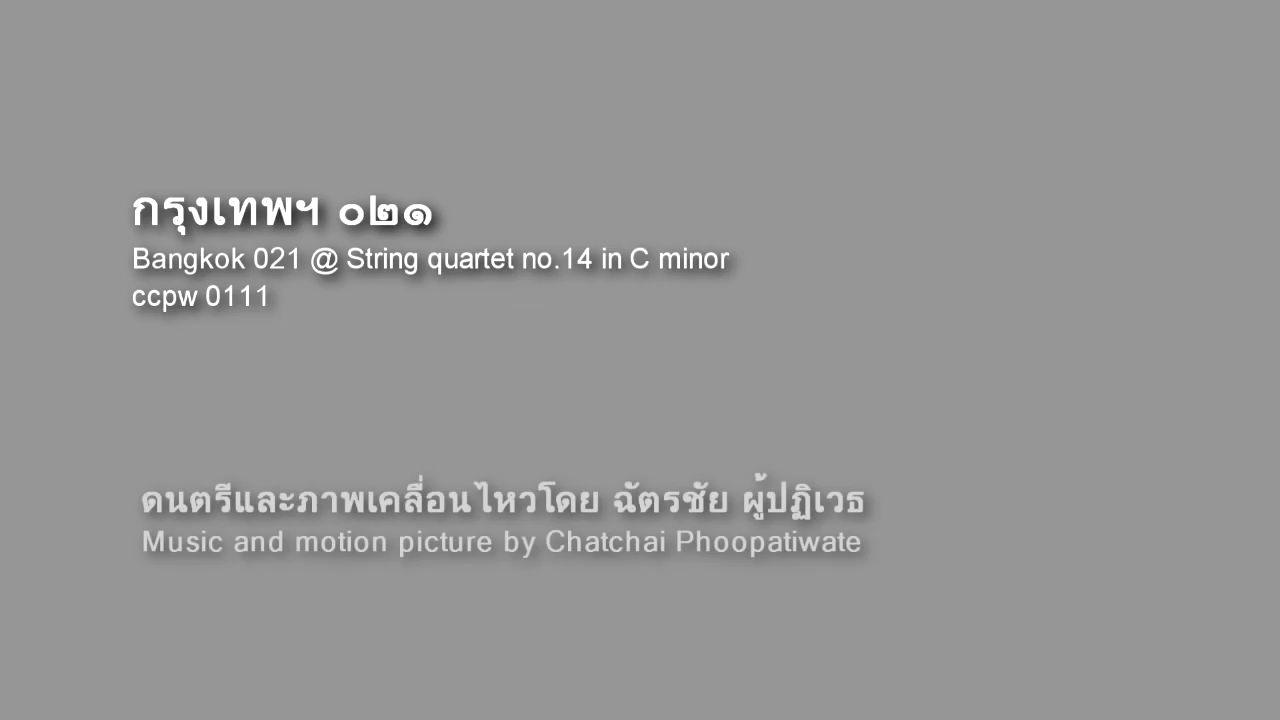 กรุงเทพฯ ๐๒๑
Bangkok 021 @ String quartet no.14 in C minor
ccpw 0111
ดนตรีและภาพเคลื่อนไหวโดย ฉัตรชัย ผู้ปฏิเวธ
Music and motion picture by Chatchai Phoopatiwate